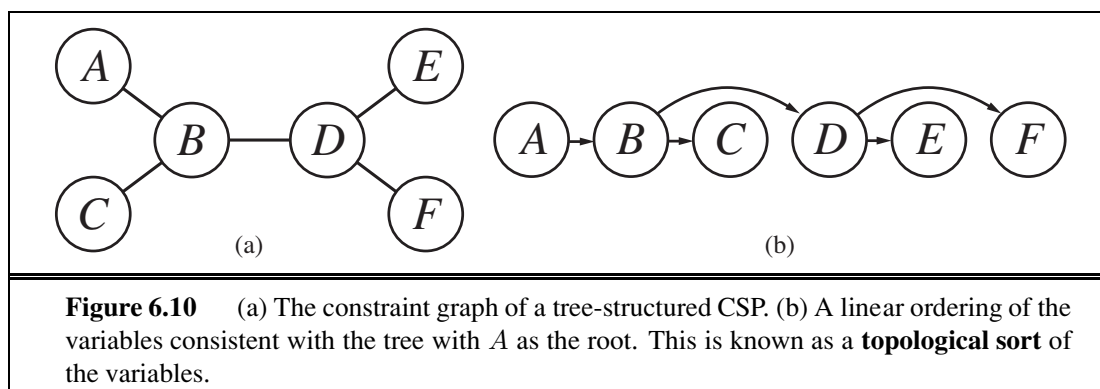 A
E
B
D
C
F
(a)
A
B
C
D
E
F
(b)
Figure 6.10 (a) The constraint graph of a tree-structured CSP. (b) A linear ordering of the
variables consistent with the tree with A as the root. This is known as a topological sort of
the variables.